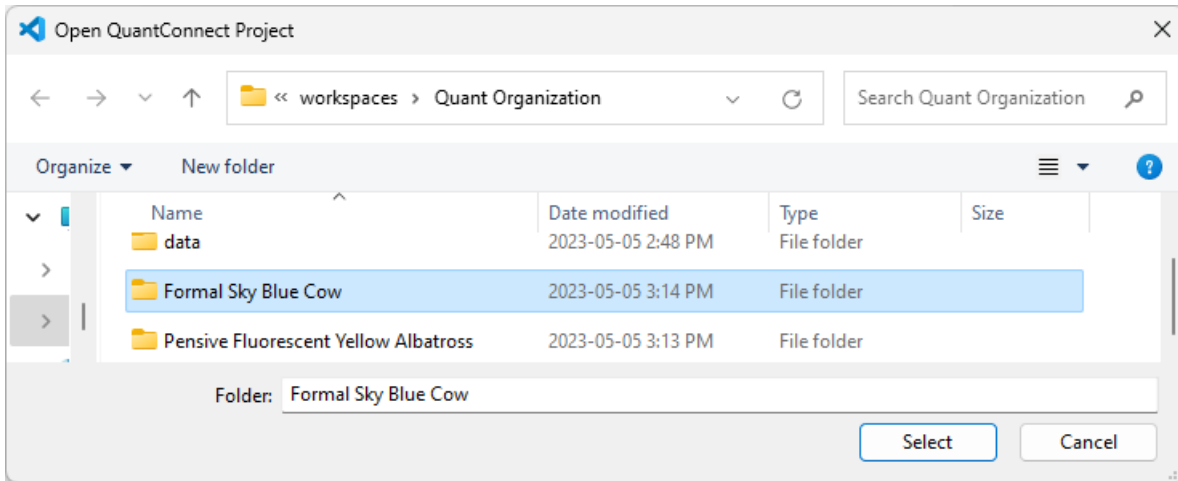 Open QuantConnect Project
« workspaces > Quant Organization
Search Quant Organization
Organize New folder
?
Name Date modified Type Size
data 2023-05-05 2:48 PM File folder
Formal Sky Blue Cow 2023-05-05 3:14 PM File folder
Pensive Fluorescent Yellow Albatross 2023-05-05 3:13 PM File folder
Folder: Formal Sky Blue Cow
Select Cancel